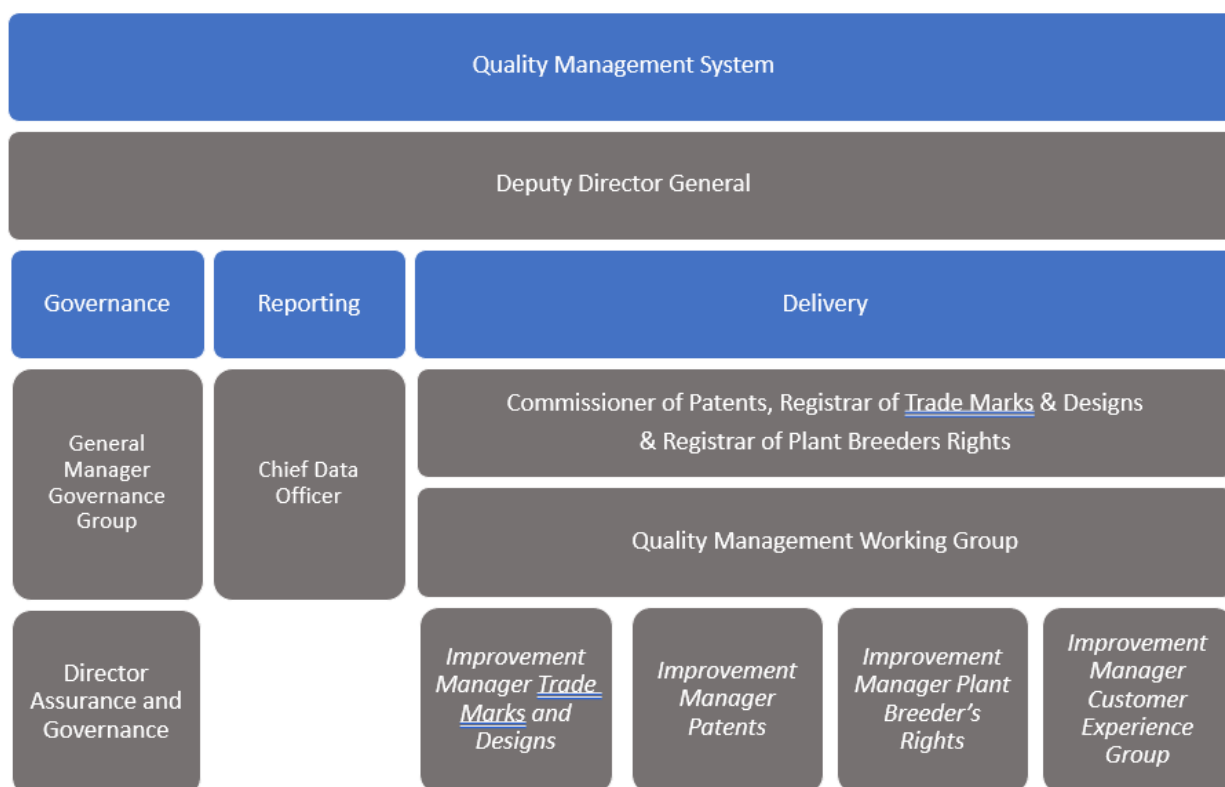 Quality Management System
Deputy Director General
Governance
Reporting
Delivery
General
Manager
Governance
Group
Chief Data
Officer
Commissioner of Patents, Registrar of Trade Marks & Designs
& Registrar of Plant Breeders Rights
Quality Management Working Group
Director
Assurance and
Governance
Improvement
Manager Trade
Marks and
Designs
Improvement
Manager
Patents
Improvement
Manager Plant
Breeder’s
Rights
Improvement
Manager
Customer
Experience
Group